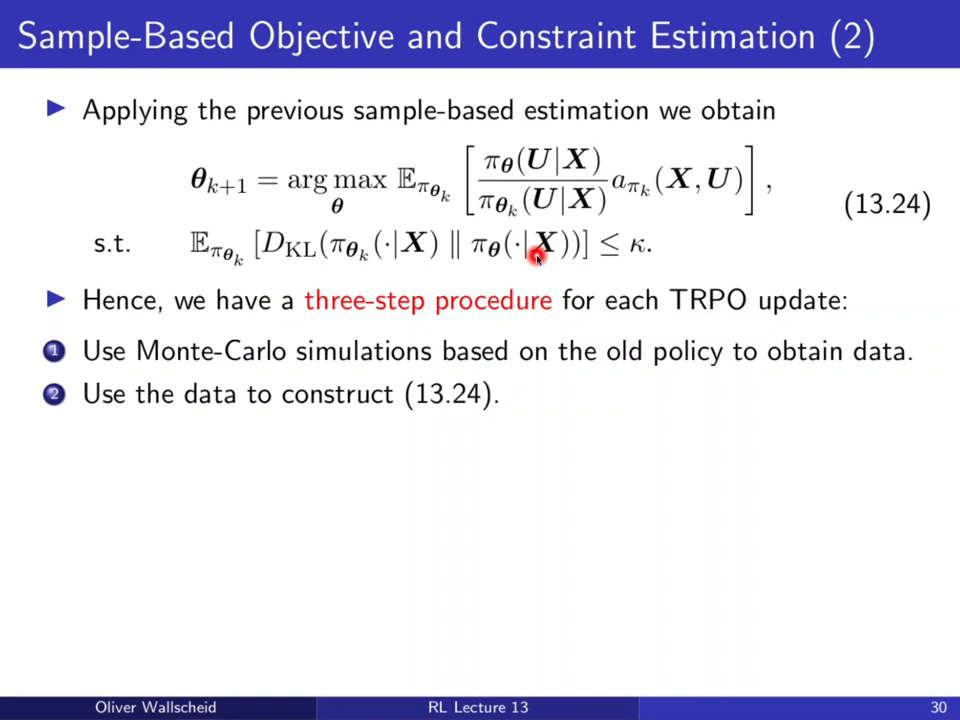 Sample-Based Objective and Constraint Estimation (2)
▶ Applying the previous sample-based estimation we obtain
θ_{k+1} = arg max_θ 𝔼_{π_{θ_k}} [ π_θ(U|X) / π_{θ_k}(U|X) a_{π_k}(X, U) ] ,
(13.24)
s.t. 𝔼_{π_{θ_k}} [D_{KL}(π_{θ_k}(·|X) ∥ π_θ(·|X))] ≤ κ.
▶ Hence, we have a three-step procedure for each TRPO update:
1 Use Monte-Carlo simulations based on the old policy to obtain data.
2 Use the data to construct (13.24).
Oliver Wallscheid RL Lecture 13 30